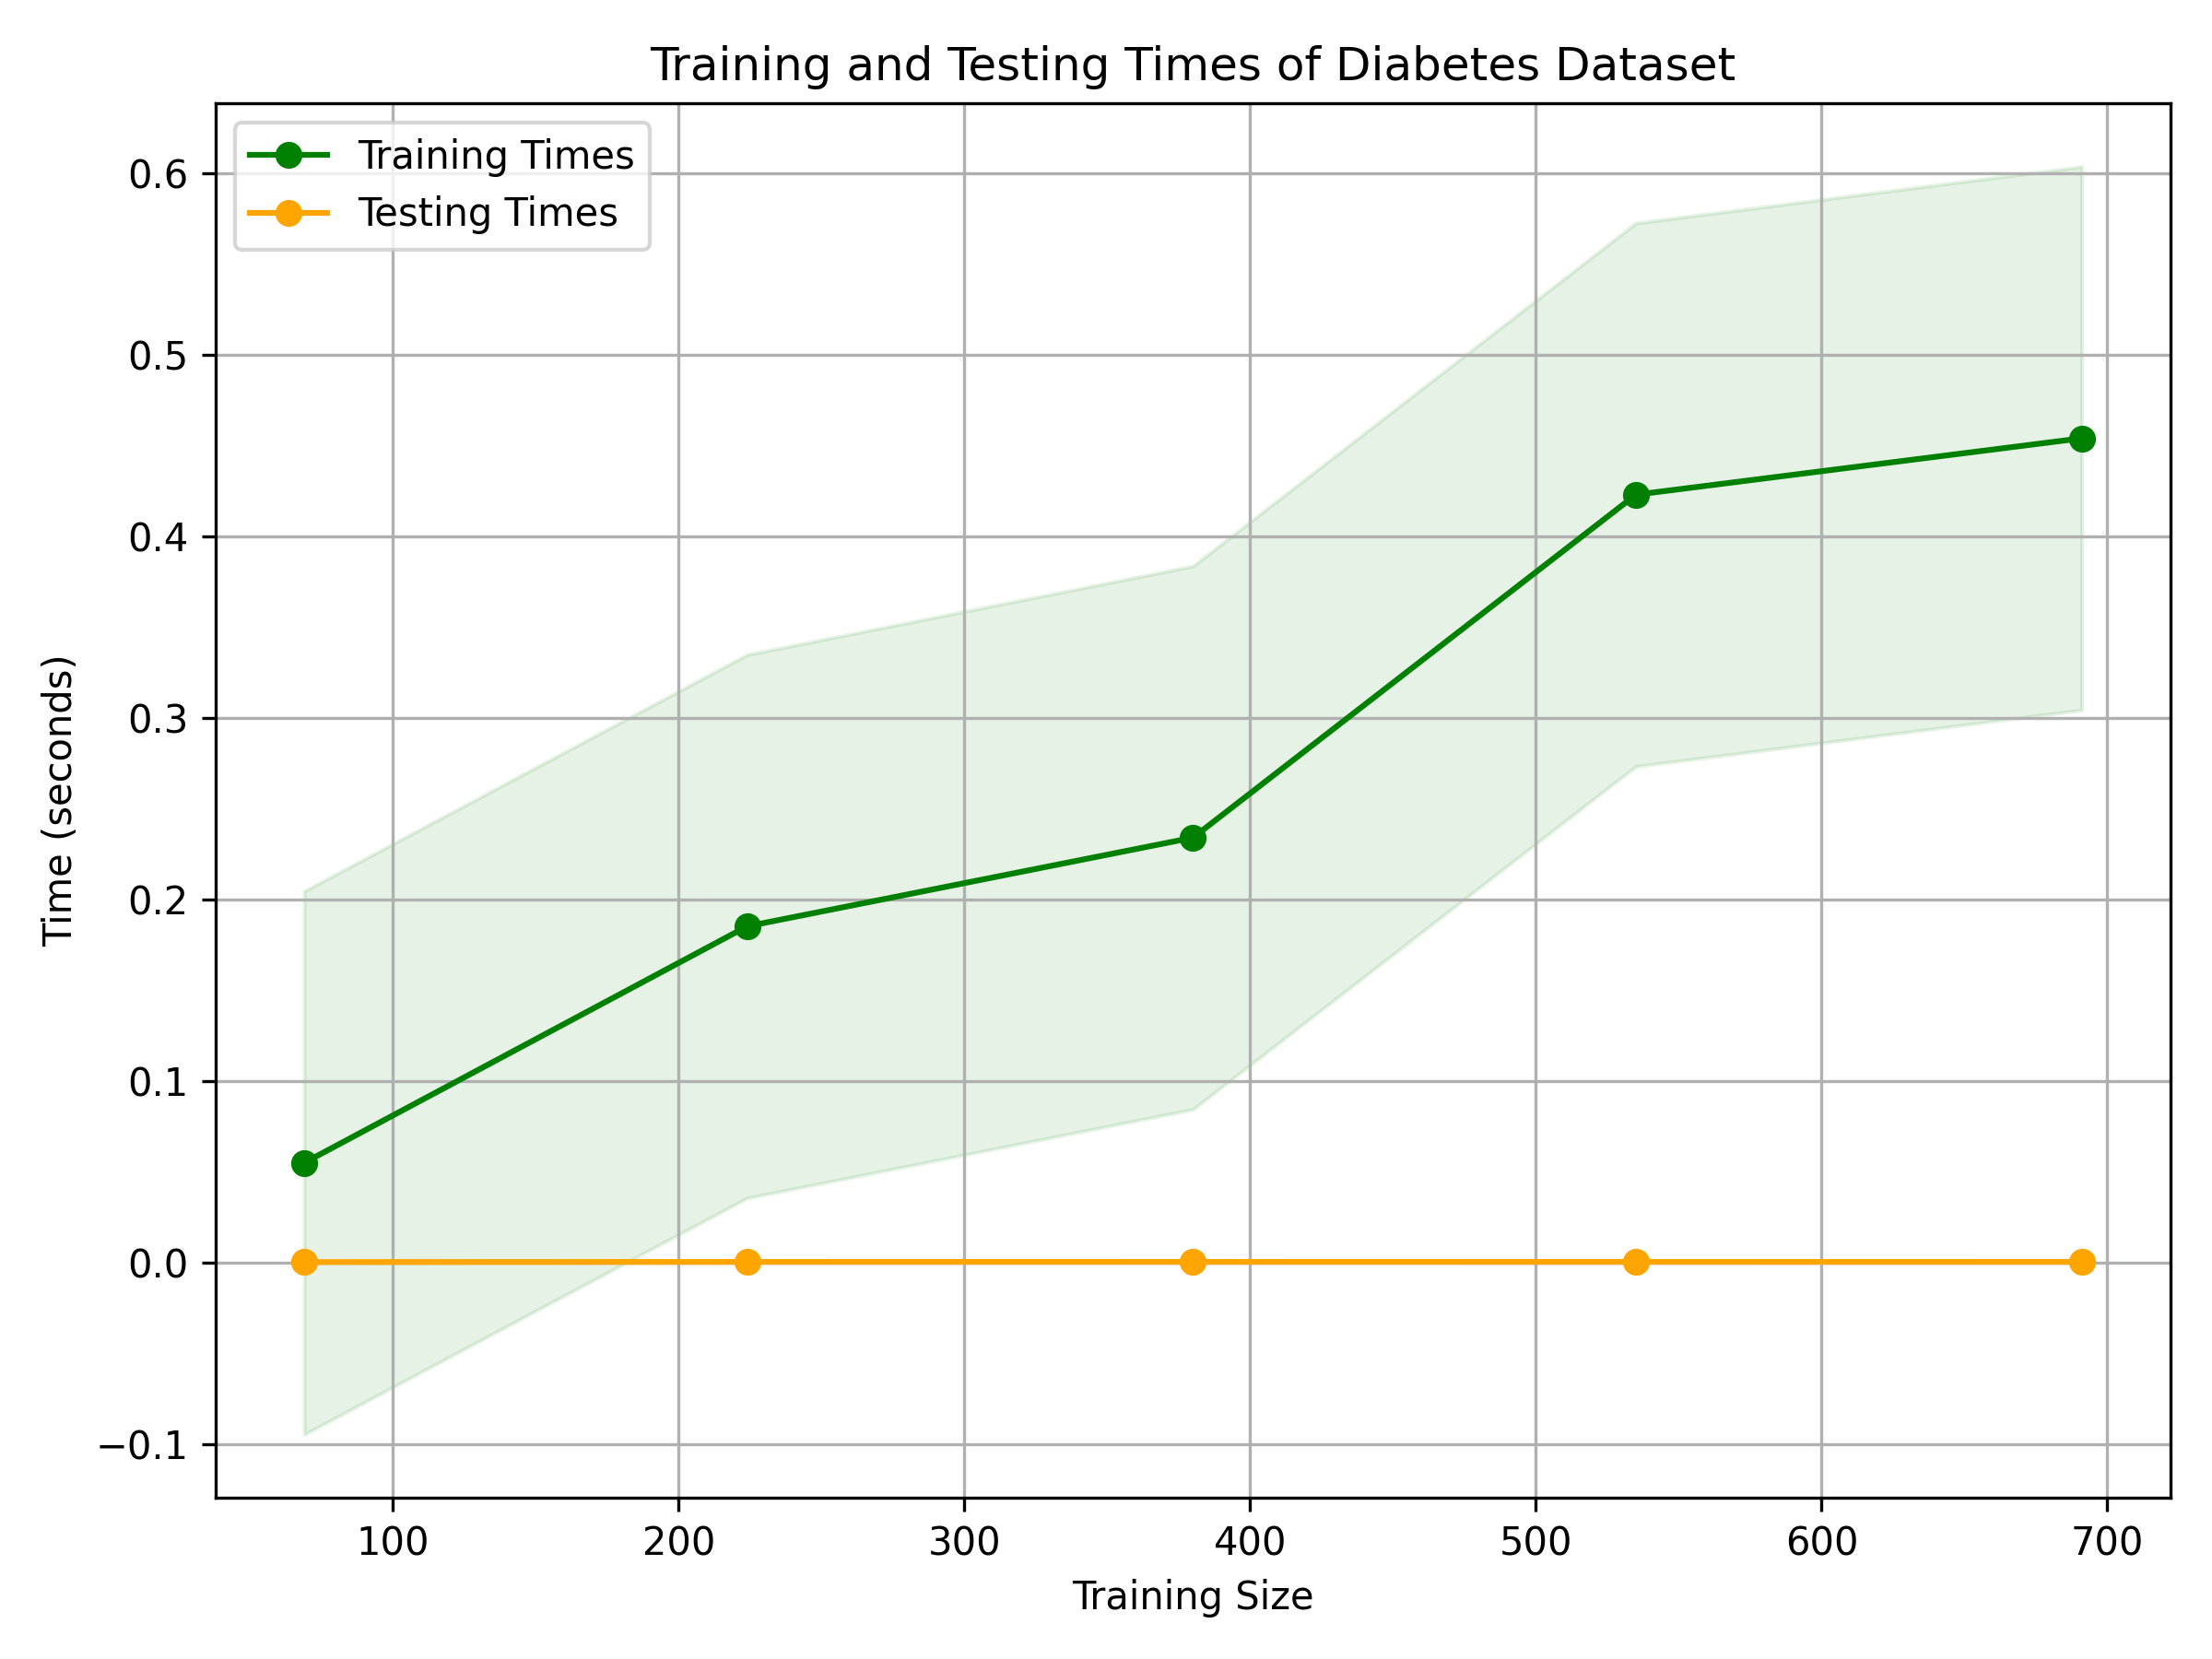 Training and Testing Times of Diabetes Dataset
Training Times
Testing Times
0.6
0.5
0.4
0.3
0.2
0.1
0.0
−0.1
Time (seconds)
100 200 300 400 500 600 700
Training Size